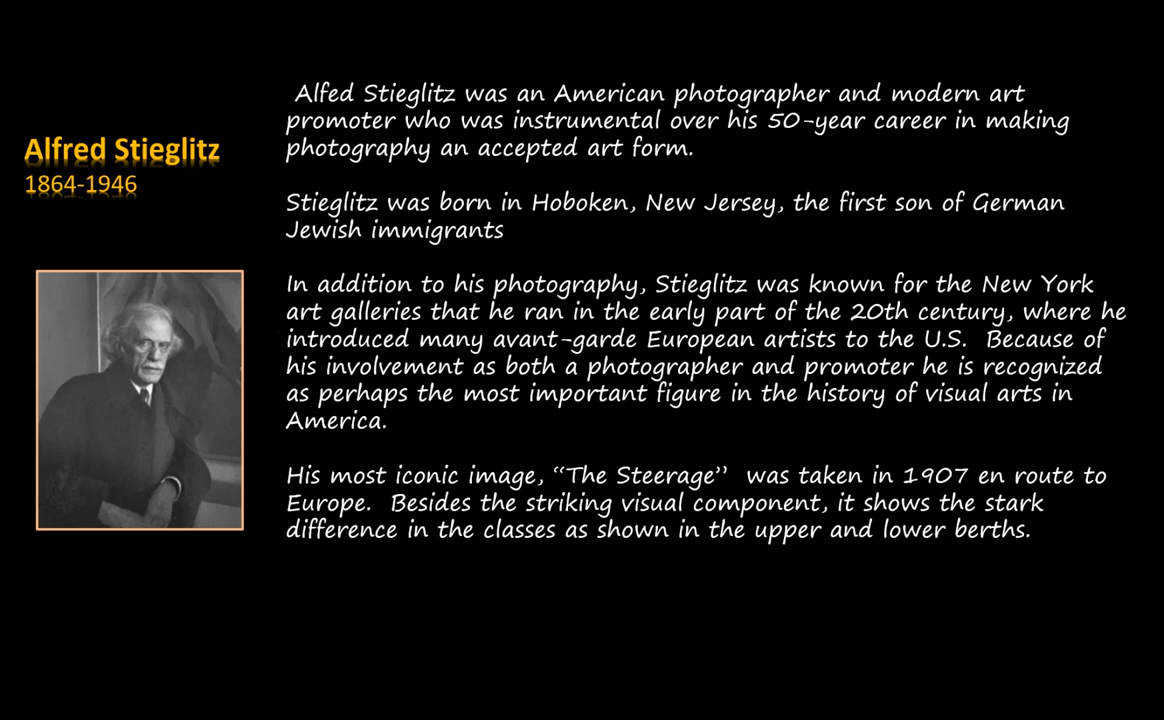 Alfred Stieglitz
1864-1946
Alfed Stieglitz was an American photographer and modern art
promoter who was instrumental over his 50-year career in making
photography an accepted art form.
Stieglitz was born in Hoboken, New Jersey, the first son of German
Jewish immigrants
In addition to his photography, Stieglitz was known for the New York
art galleries that he ran in the early part of the 20th century, where he
introduced many avant-garde European artists to the U.S. Because of
his involvement as both a photographer and promoter he is recognized
as perhaps the most important figure in the history of visual arts in
America.
His most iconic image, “The Steerage” was taken in 1907 en route to
Europe. Besides the striking visual component, it shows the stark
difference in the classes as shown in the upper and lower berths.